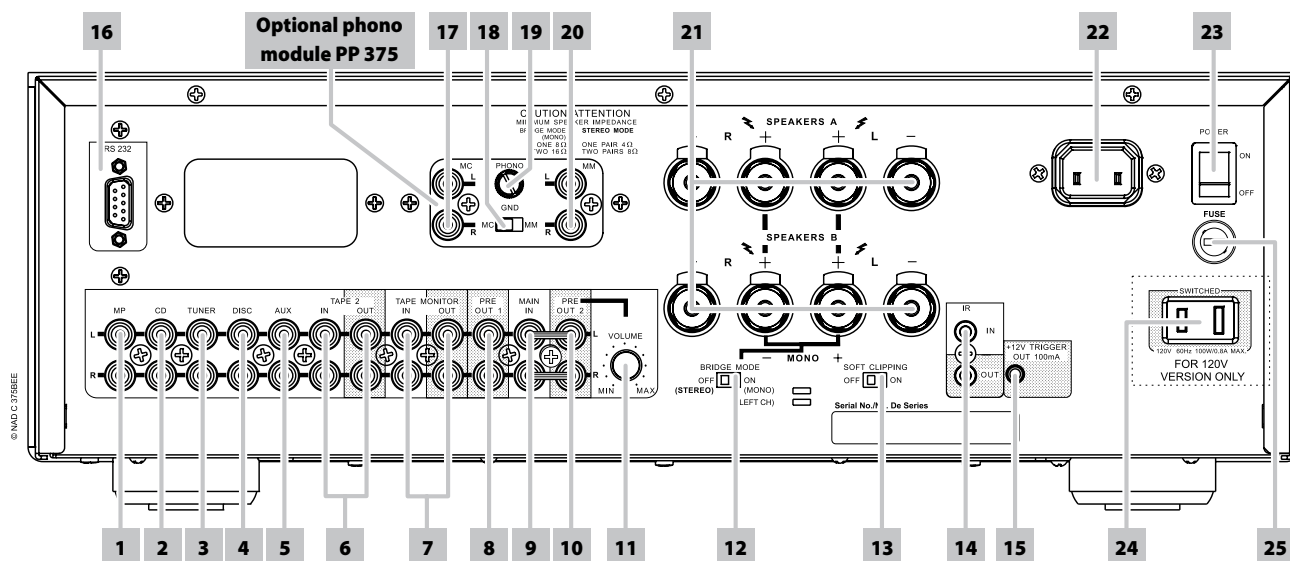 16
Optional phono
module PP 375
17
18
19
20
21
22
23
CAUTION/ATTENTION
MINIMUM SPEAKER IMPEDANCE
BRIDGE MODE STEREO MODE
(MONO)
ONE 8Ω ONE PAIR 4Ω
TWO 16Ω TWO PAIRS 8Ω
RS 232
MC PHONO MM
L L
GND
MC MM
R R
SPEAKERS A
R + + L −
SPEAKERS B
R + + L −
− MONO +
POWER
ON
OFF
FUSE
SWITCHED
120V 60Hz 100W/0.8A MAX.
FOR 120V
VERSION ONLY
MP CD TUNER DISC AUX
TAPE 2
IN OUT
TAPE MONITOR
IN OUT
PRE
OUT 1
MAIN
IN
PRE
OUT 2
L L
R R
VOLUME
MIN MAX
BRIDGE MODE
OFF ON
(STEREO) (MONO)
LEFT CH)
SOFT CLIPPING
OFF ON
IR
IN
OUT
+12V TRIGGER
OUT 100mA
Serial No./ De Series
© NAD C 375BEE
1
2
3
4
5
6
7
8
9
10
11
12
13
14
15
24
25